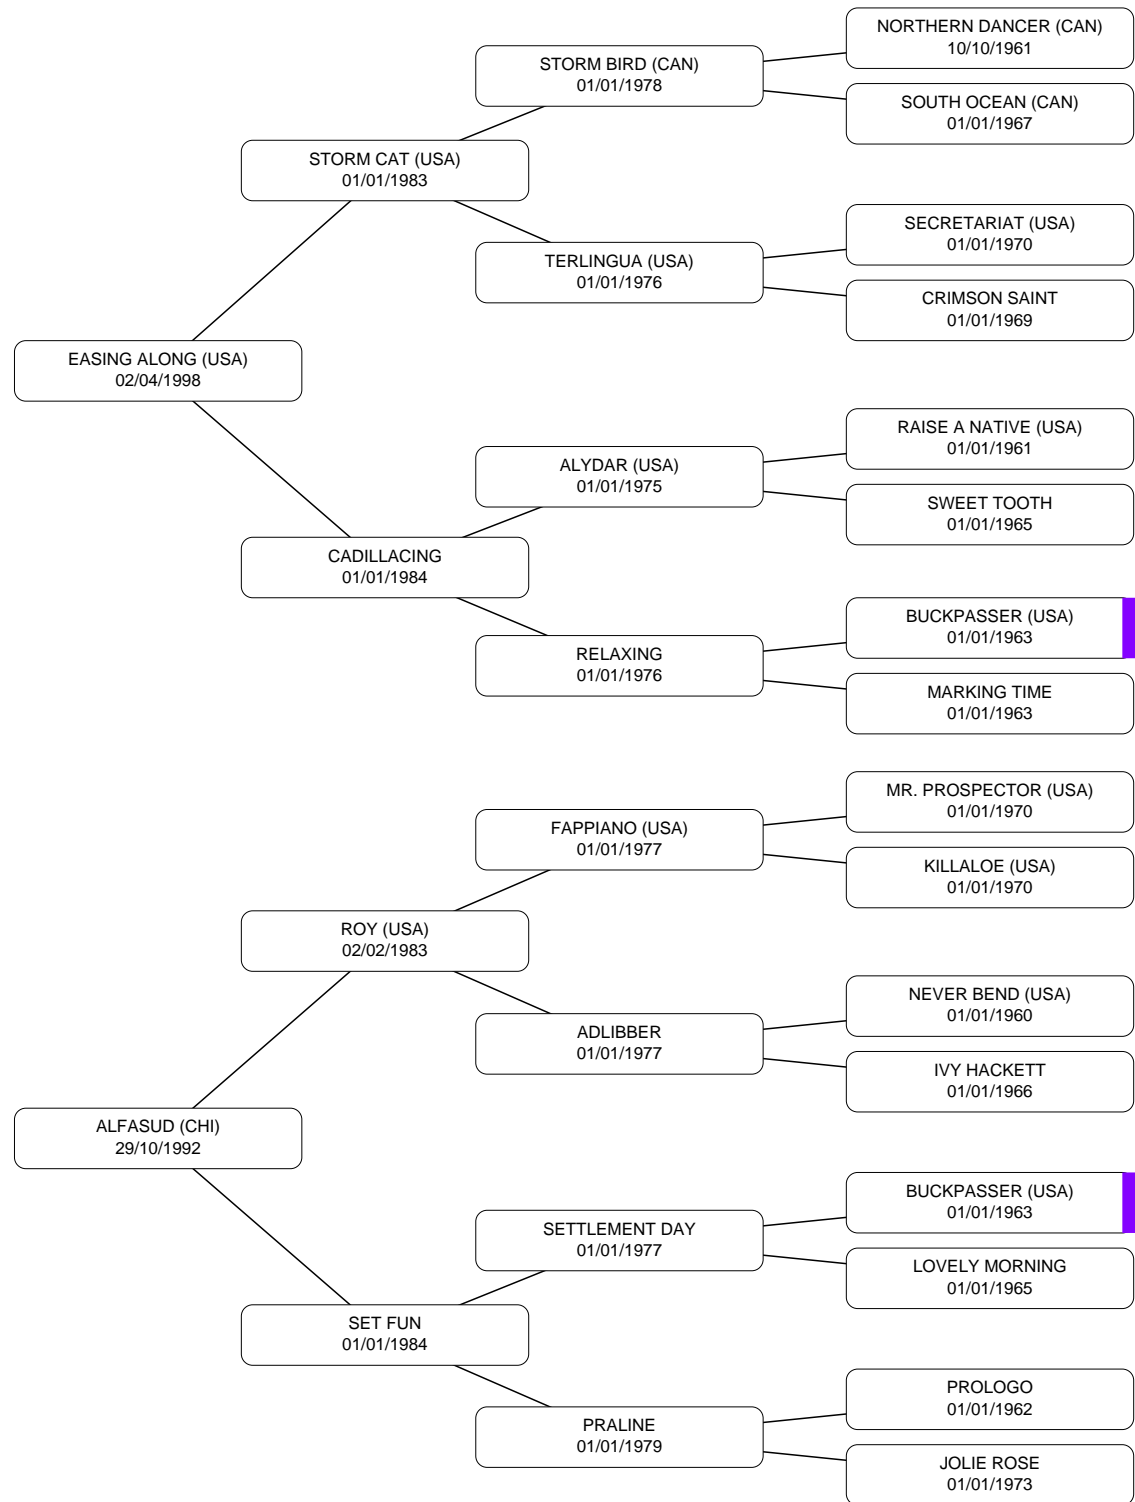 NORTHERN DANCER (CAN)
10/10/1961
STORM BIRD (CAN)
01/01/1978
SOUTH OCEAN (CAN)
01/01/1967
STORM CAT (USA)
01/01/1983
SECRETARIAT (USA)
01/01/1970
TERLINGUA (USA)
01/01/1976
CRIMSON SAINT
01/01/1969
EASING ALONG (USA)
02/04/1998
RAISE A NATIVE (USA)
01/01/1961
ALYDAR (USA)
01/01/1975
SWEET TOOTH
01/01/1965
CADILLACING
01/01/1984
BUCKPASSER (USA)
01/01/1963
RELAXING
01/01/1976
MARKING TIME
01/01/1963
MR. PROSPECTOR (USA)
01/01/1970
FAPPIANO (USA)
01/01/1977
KILLALOE (USA)
01/01/1970
ROY (USA)
02/02/1983
NEVER BEND (USA)
01/01/1960
ADLIBBER
01/01/1977
IVY HACKETT
01/01/1966
ALFASUD (CHI)
29/10/1992
BUCKPASSER (USA)
01/01/1963
SETTLEMENT DAY
01/01/1977
LOVELY MORNING
01/01/1965
SET FUN
01/01/1984
PROLOGO
01/01/1962
PRALINE
01/01/1979
JOLIE ROSE
01/01/1973